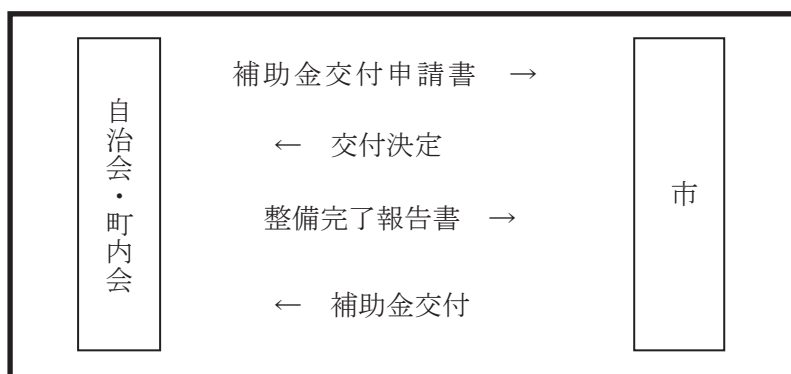 自治会・町内会
補助金交付申請書 →
← 交付決定
整備完了報告書 →
← 補助金交付
市